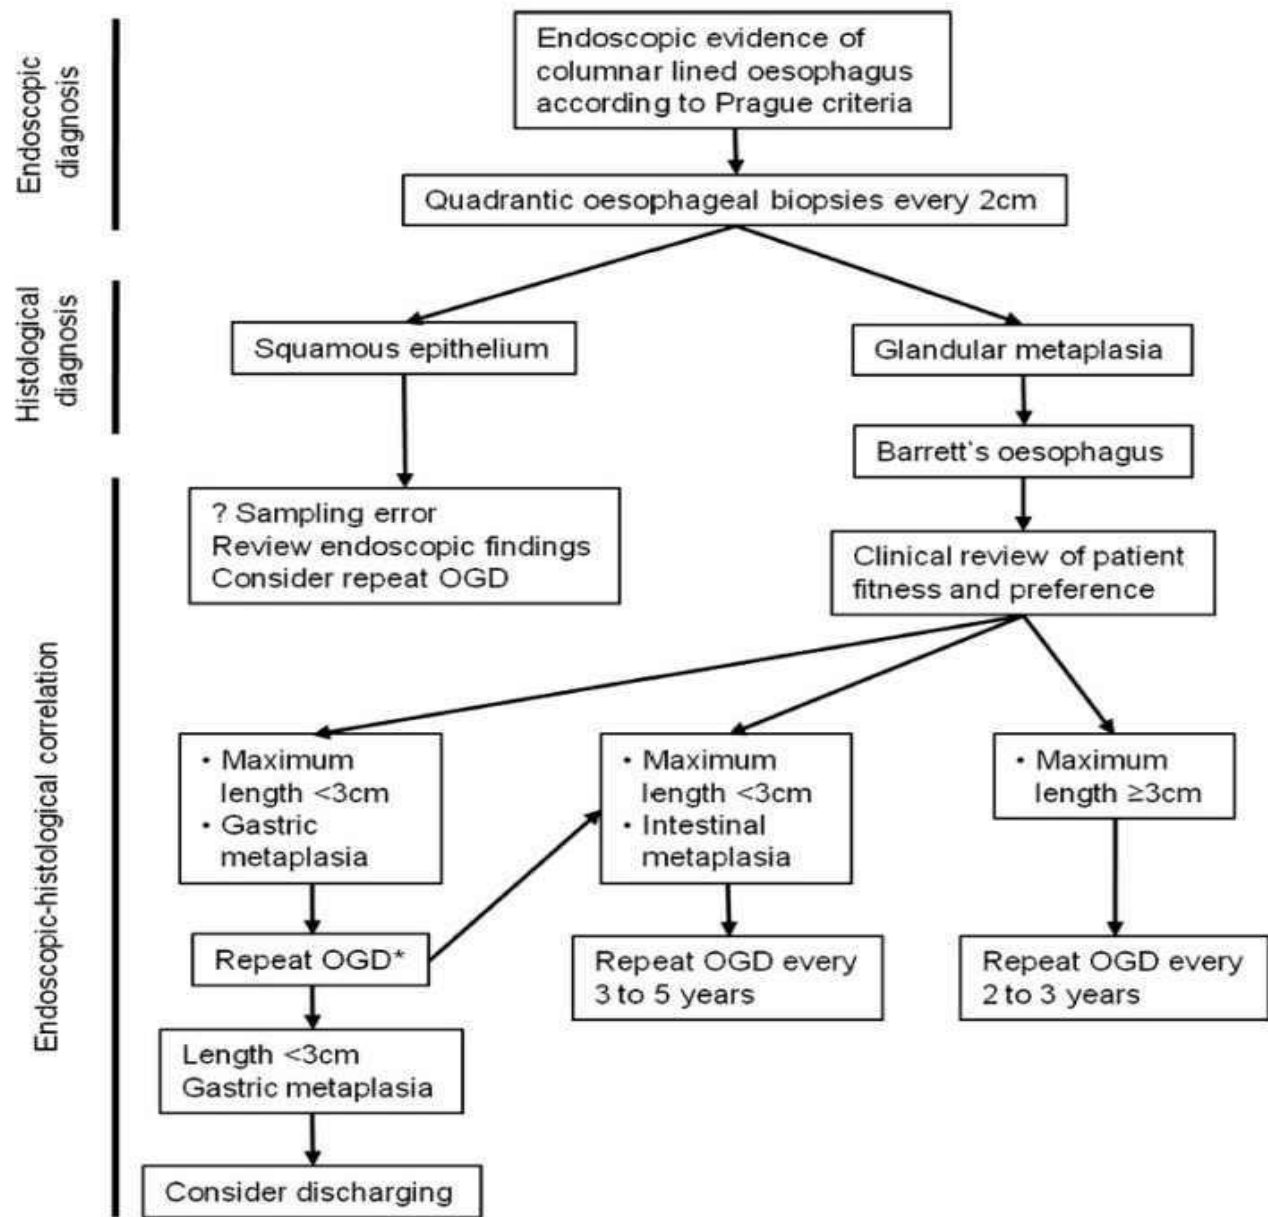 Endoscopic
diagnosis
Endoscopic evidence of
columnar lined oesophagus
according to Prague criteria
Quadrantic oesophageal biopsies every 2cm
Histological
diagnosis
Squamous epithelium
Glandular metaplasia
Barrett's oesophagus
Endoscopic-histological correlation
? Sampling error
Review endoscopic findings
Consider repeat OGD
Clinical review of patient
fitness and preference
• Maximum
length <3cm
• Gastric
metaplasia
• Maximum
length <3cm
• Intestinal
metaplasia
• Maximum
length ≥3cm
Repeat OGD*
Repeat OGD every
3 to 5 years
Repeat OGD every
2 to 3 years
Length <3cm
Gastric metaplasia
Consider discharging